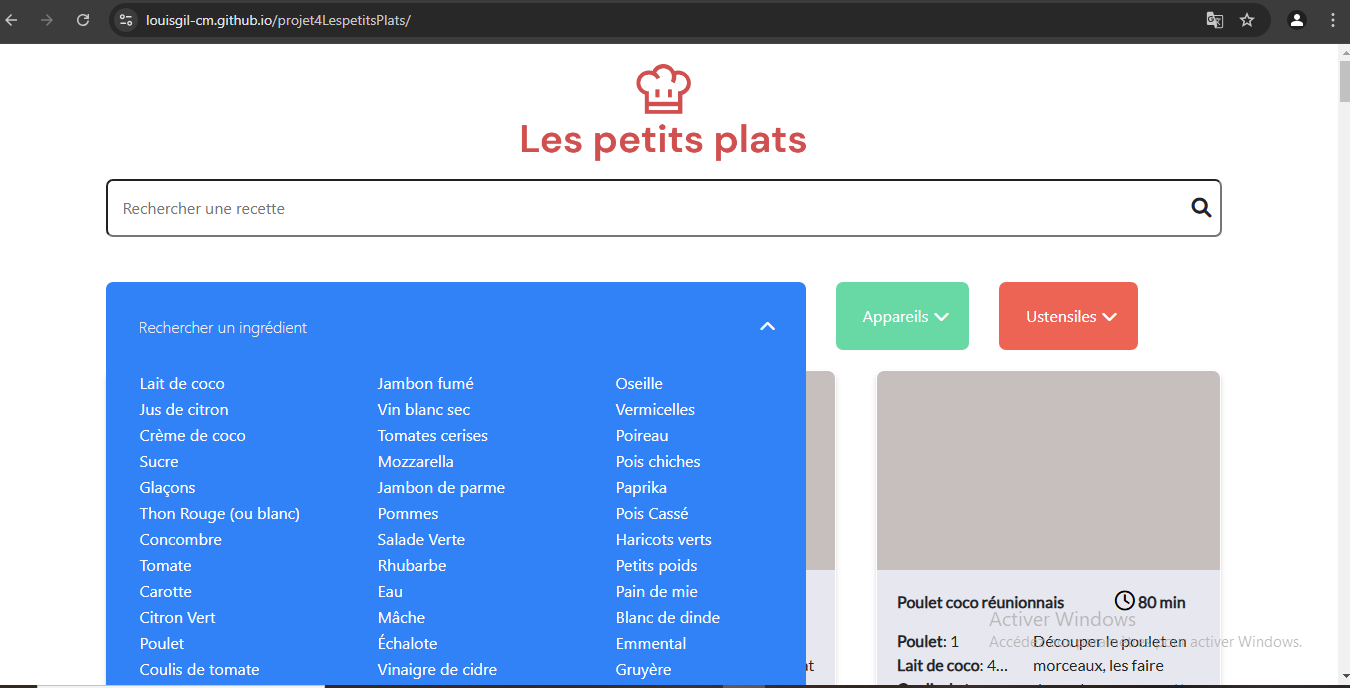 louisgil-cm.github.io/projet4LespetitsPlats/
Les petits plats
Rechercher une recette
Rechercher un ingrédient
Appareils
Ustensiles
Lait de coco
Jus de citron
Crème de coco
Sucre
Glaçons
Thon Rouge (ou blanc)
Concombre
Tomate
Carotte
Citron Vert
Poulet
Coulis de tomate
Jambon fumé
Vin blanc sec
Tomates cerises
Mozzarella
Jambon de parme
Pommes
Salade Verte
Rhubarbe
Eau
Mâche
Échalote
Vinaigre de cidre
Oseille
Vermicelles
Poireau
Pois chiches
Paprika
Pois Cassé
Haricots verts
Petits poids
Pain de mie
Blanc de dinde
Emmental
Gruyère
Poulet coco réunionnais
80 min
Poulet: 1
Lait de coco: 4...
Découper le poulet en
morceaux, les faire
Activer Windows
Accédez aux paramètres pour activer Windows.